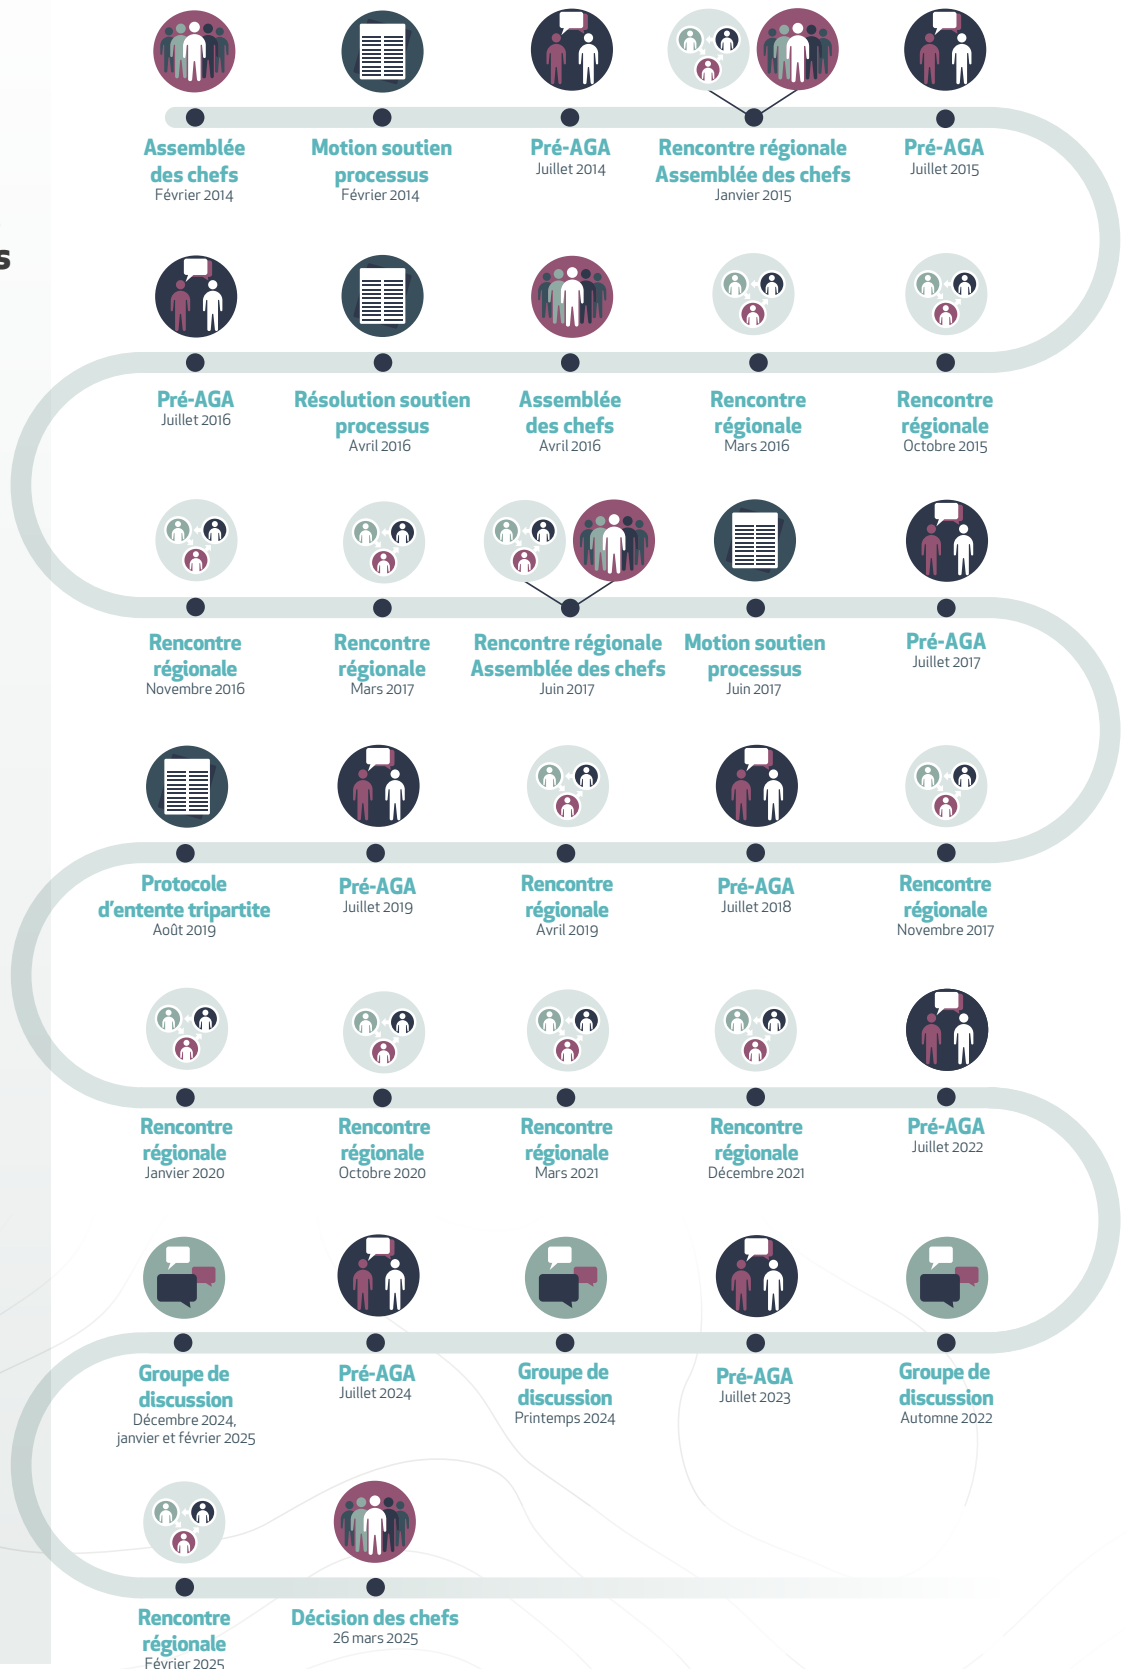 Assemblée
des chefs
Février 2014
Motion soutien
processus
Février 2014
Pré-AGA
Juillet 2014
Rencontre régionale
Assemblée des chefs
Janvier 2015
Pré-AGA
Juillet 2015
s
Pré-AGA
Juillet 2016
Résolution soutien
processus
Avril 2016
Assemblée
des chefs
Avril 2016
Rencontre
régionale
Mars 2016
Rencontre
régionale
Octobre 2015
Rencontre
régionale
Novembre 2016
Rencontre
régionale
Mars 2017
Rencontre régionale
Assemblée des chefs
Juin 2017
Motion soutien
processus
Juin 2017
Pré-AGA
Juillet 2017
Protocole
d'entente tripartite
Août 2019
Pré-AGA
Juillet 2019
Rencontre
régionale
Avril 2019
Pré-AGA
Juillet 2018
Rencontre
régionale
Novembre 2017
Rencontre
régionale
Janvier 2020
Rencontre
régionale
Octobre 2020
Rencontre
régionale
Mars 2021
Rencontre
régionale
Décembre 2021
Pré-AGA
Juillet 2022
Groupe de
discussion
Décembre 2024,
janvier et février 2025
Pré-AGA
Juillet 2024
Groupe de
discussion
Printemps 2024
Pré-AGA
Juillet 2023
Groupe de
discussion
Automne 2022
Rencontre
régionale
Février 2025
Décision des chefs
26 mars 2025